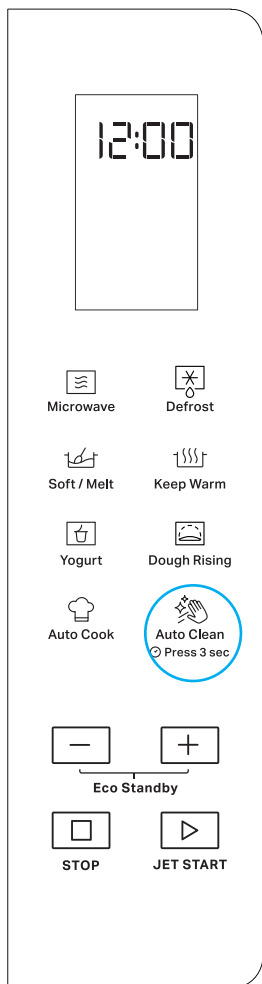 12:00
Microwave Defrost
Soft / Melt Keep Warm
Yogurt Dough Rising
Auto Cook Auto Clean
Press 3 sec
Eco Standby
STOP JET START